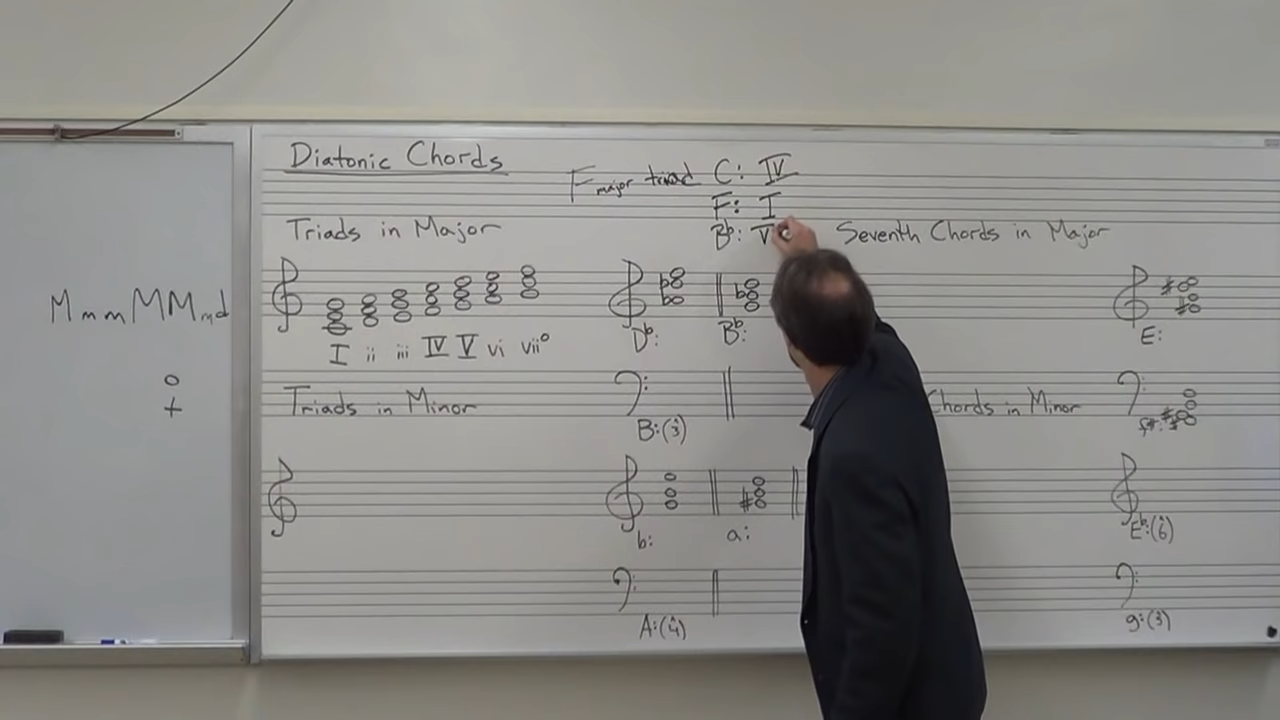 Diatonic Chords
F major triad C: IV
F: I
B♭: V
Triads in Major
Seventh Chords in Major
MmmMMmd
I ii iii IV V vi vii°
D♭:
B♭:
E:
o
+
Triads in Minor
Chords in Minor
B:(3̂)
f#:
b:
a:
E♭:(6̂)
A:(4̂)
g:(3̂)